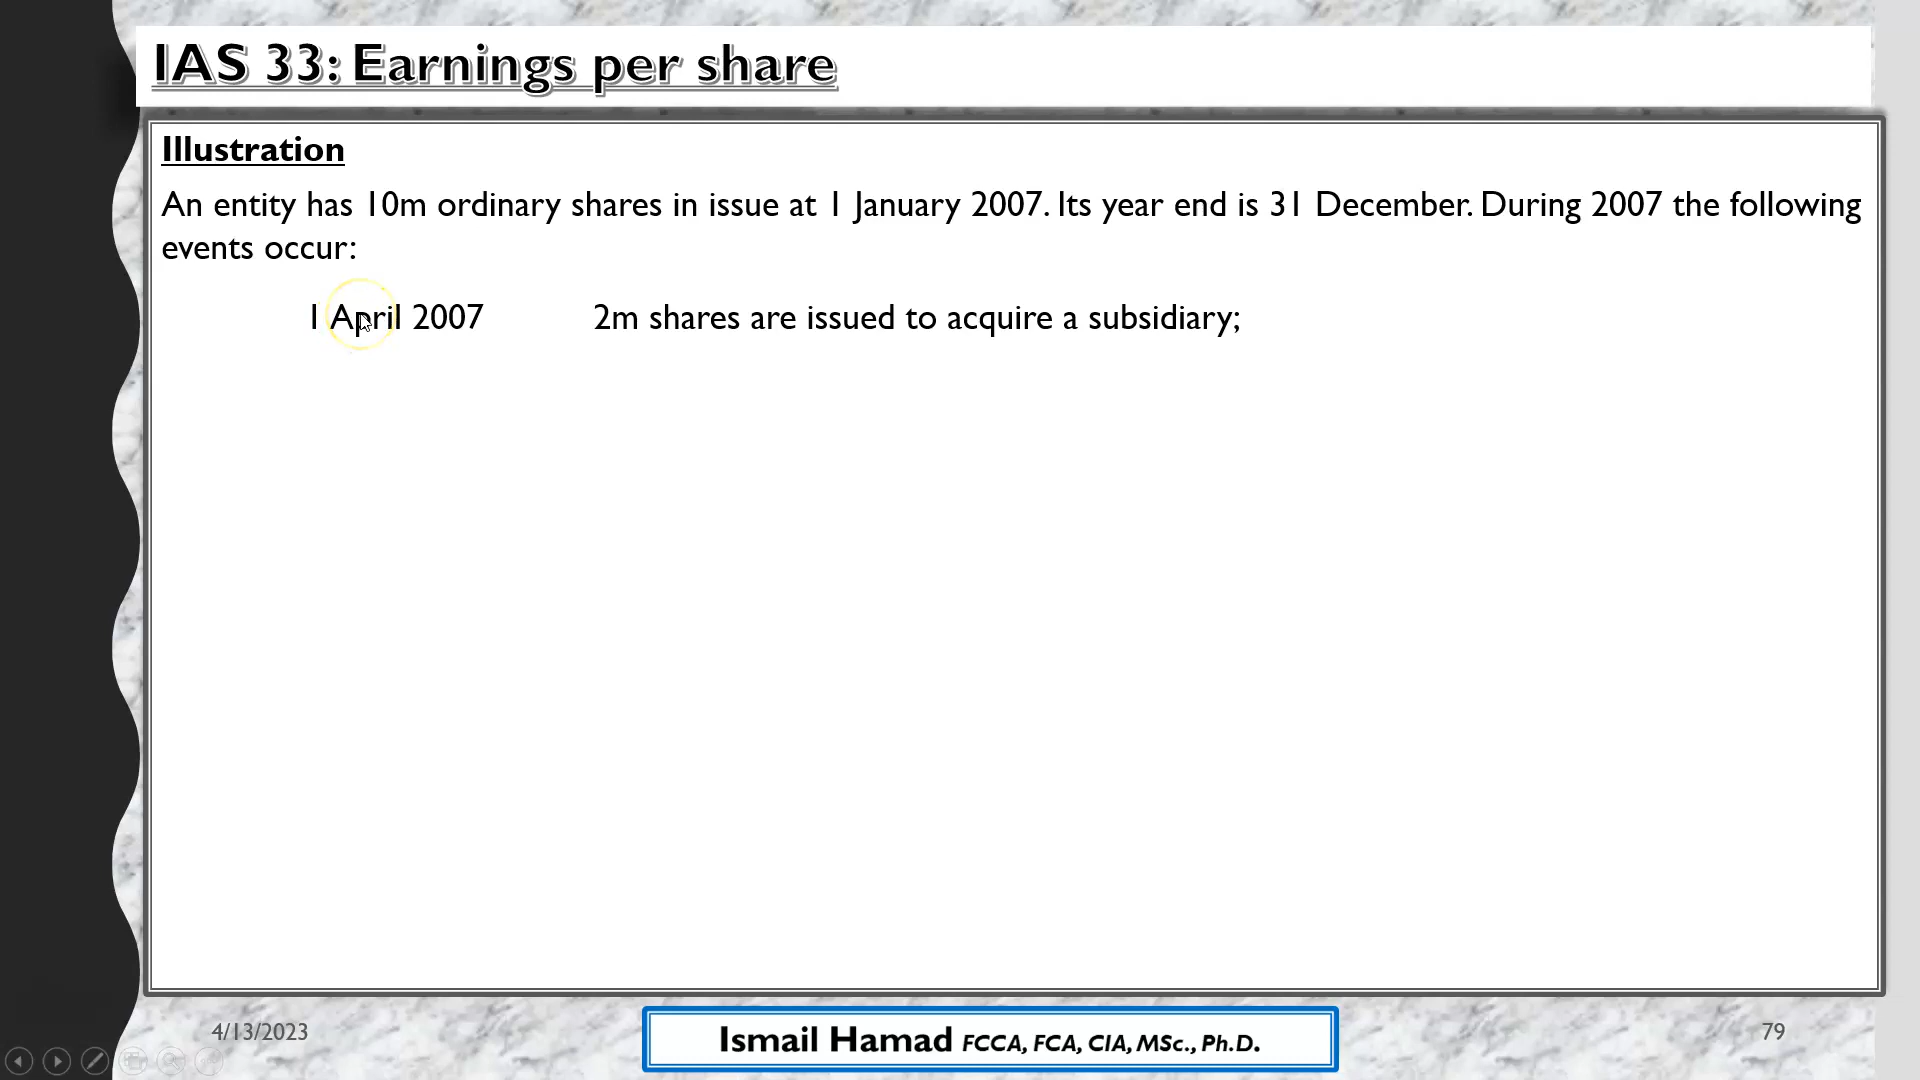 IAS 33: Earnings per share
Illustration
An entity has 10m ordinary shares in issue at 1 January 2007. Its year end is 31 December. During 2007 the following
events occur:
1 April 2007 2m shares are issued to acquire a subsidiary;
4/13/2023
Ismail Hamad FCCA, FCA, CIA, MSc., Ph.D.
79